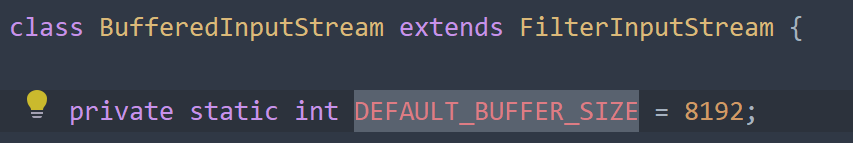 class BufferedInputStream extends FilterInputStream {
private static int DEFAULT_BUFFER_SIZE = 8192;